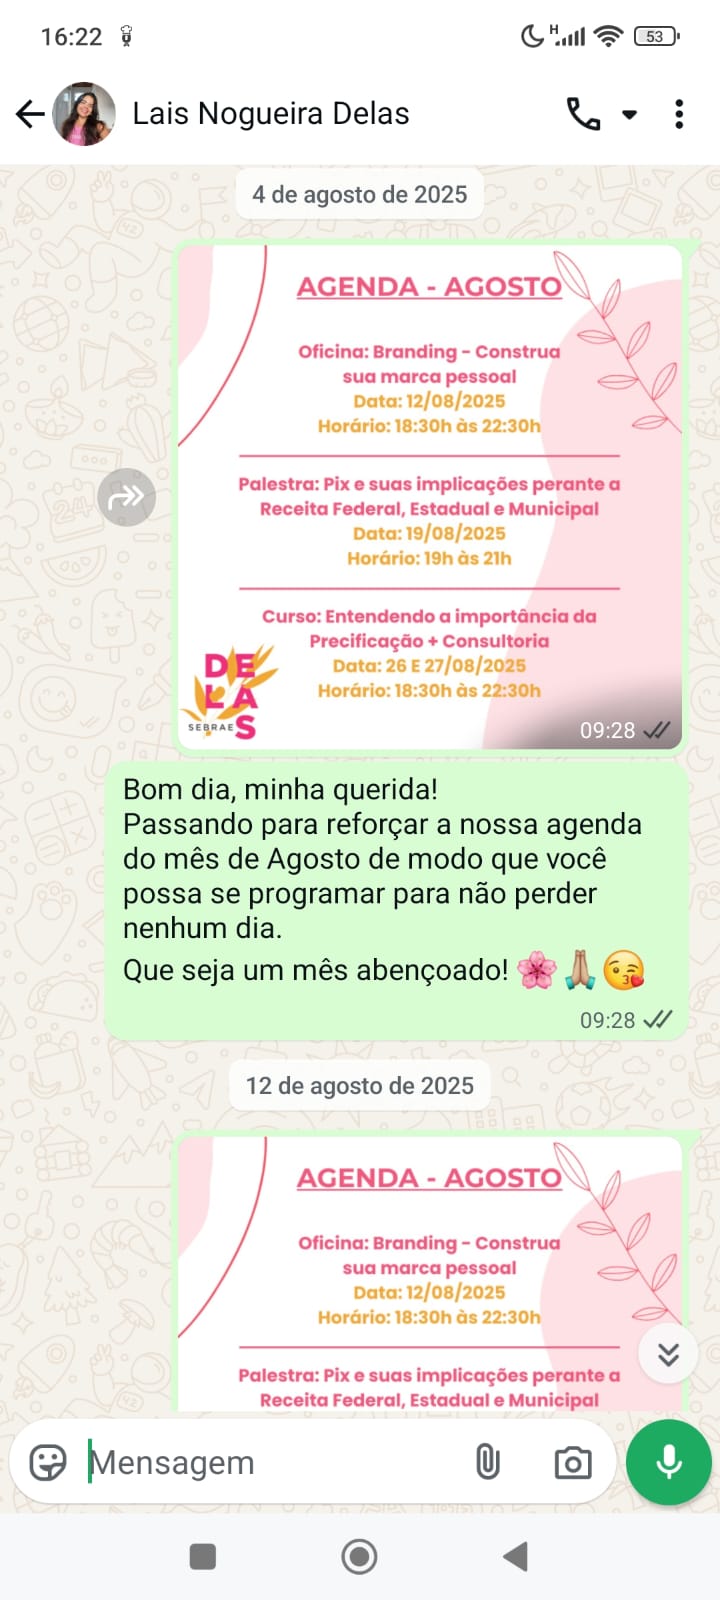 16:22
H
53
Lais Nogueira Delas
4 de agosto de 2025
AGENDA - AGOSTO
Oficina: Branding - Construa
sua marca pessoal
Data: 12/08/2025
Horário: 18:30h às 22:30h
Palestra: Pix e suas implicações perante a
Receita Federal, Estadual e Municipal
Data: 19/08/2025
Horário: 19h às 21h
Curso: Entendendo a importância da
Precificação + Consultoria
Data: 26 E 27/08/2025
Horário: 18:30h às 22:30h
DE
LA
SEBRAE S
09:28
Bom dia, minha querida!
Passando para reforçar a nossa agenda
do mês de Agosto de modo que você
possa se programar para não perder
nenhum dia.
Que seja um mês abençoado! 🌸🙏🏼😘
09:28
12 de agosto de 2025
AGENDA - AGOSTO
Oficina: Branding - Construa
sua marca pessoal
Data: 12/08/2025
Horário: 18:30h às 22:30h
Palestra: Pix e suas implicações perante a
Receita Federal, Estadual e Municipal
Mensagem